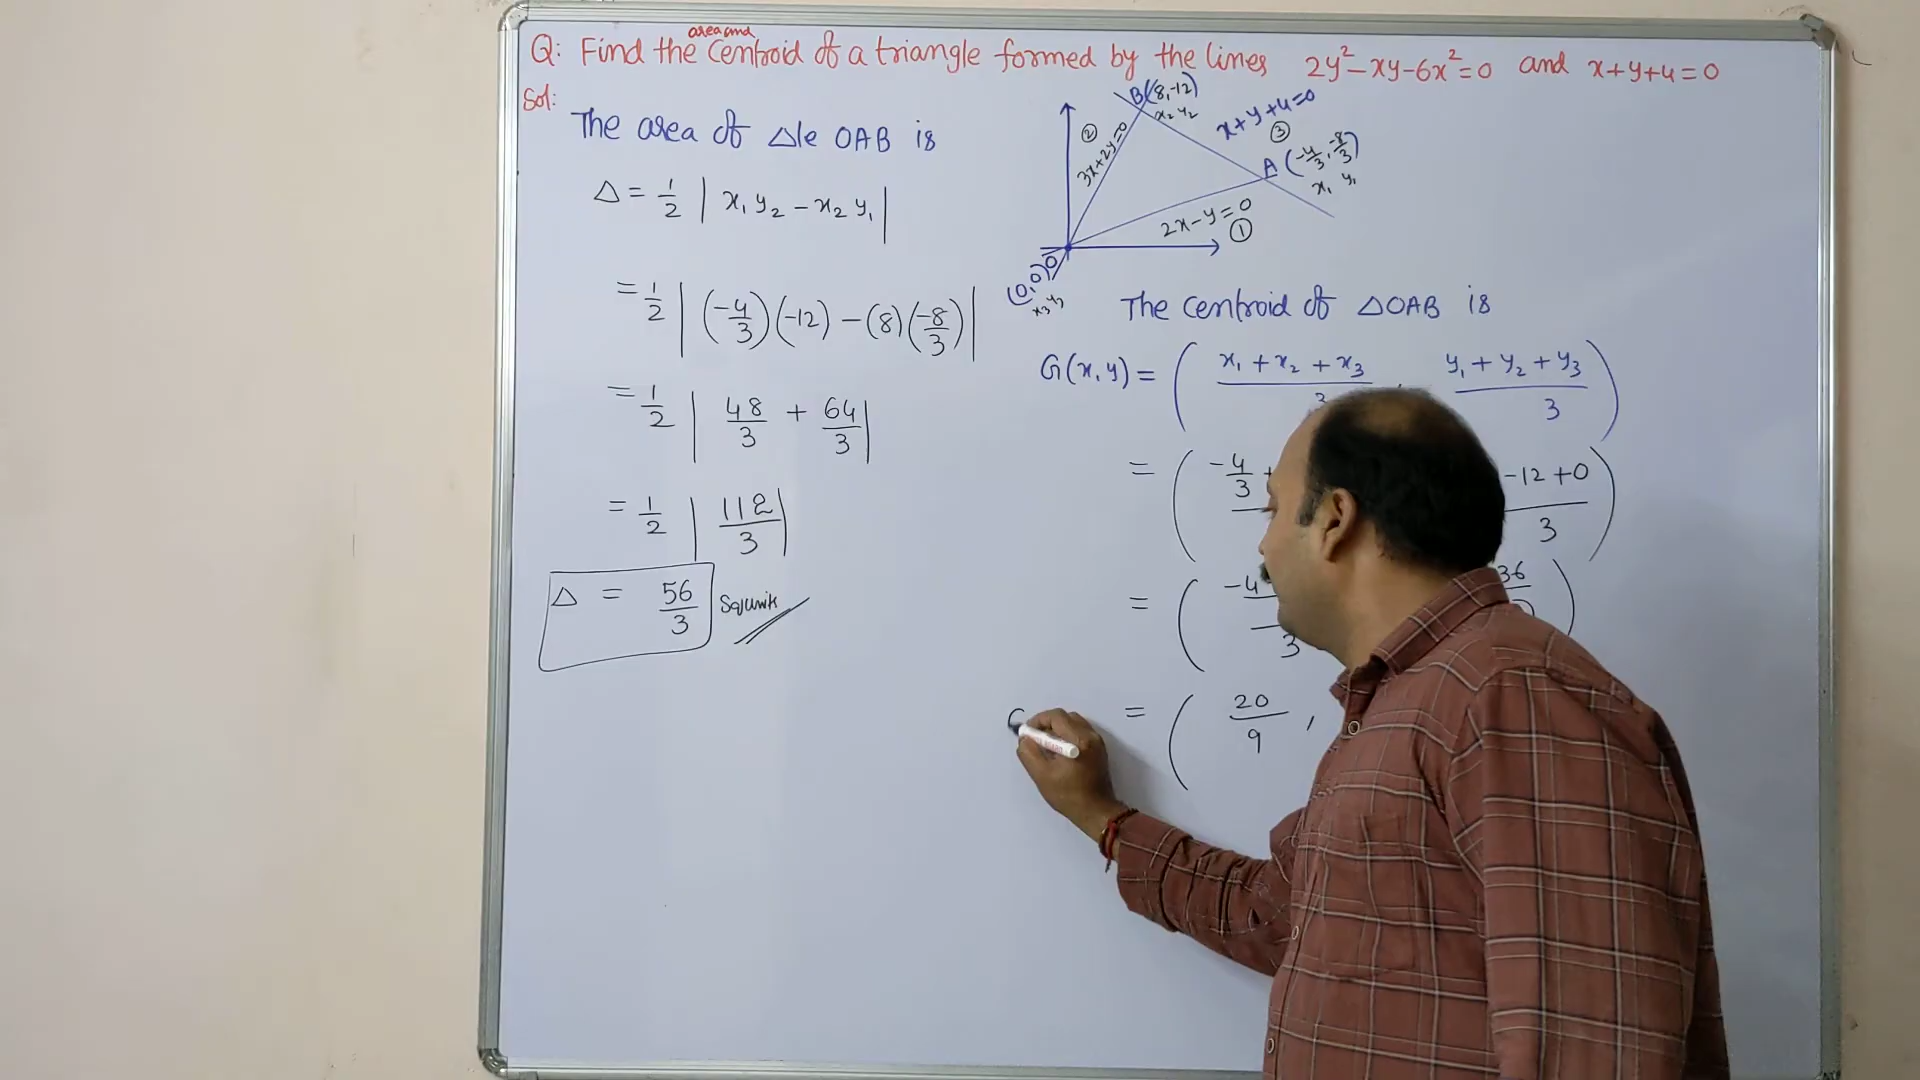 area and
Q: Find the Centroid of a triangle formed by the lines 2y²-xy-6x²=0 and x+y+4=0
Sol:
The area of △le OAB is
△ = 1/2 | x₁y₂ - x₂y₁ |
= 1/2 | (-4/3)(-12) - (8)(-8/3) |
= 1/2 | 48/3 + 64/3 |
= 1/2 | 112/3 |
△ = 56/3 Sq units
B(8,-12)
x₂ y₂
x+y+4=0
③
②
3x+2y=0
A (-4/3, -8/3)
x₁ y₁
2x-y=0
①
O
(0,0)
x₃ y₃
The Centroid of △OAB is
G(x,y) = ( x₁+x₂+x₃ / 3 , y₁+y₂+y₃ / 3 )
= ( -4/3 + -12+0 / 3 )
= ( -4 3 36 )
= ( 20/9 ,